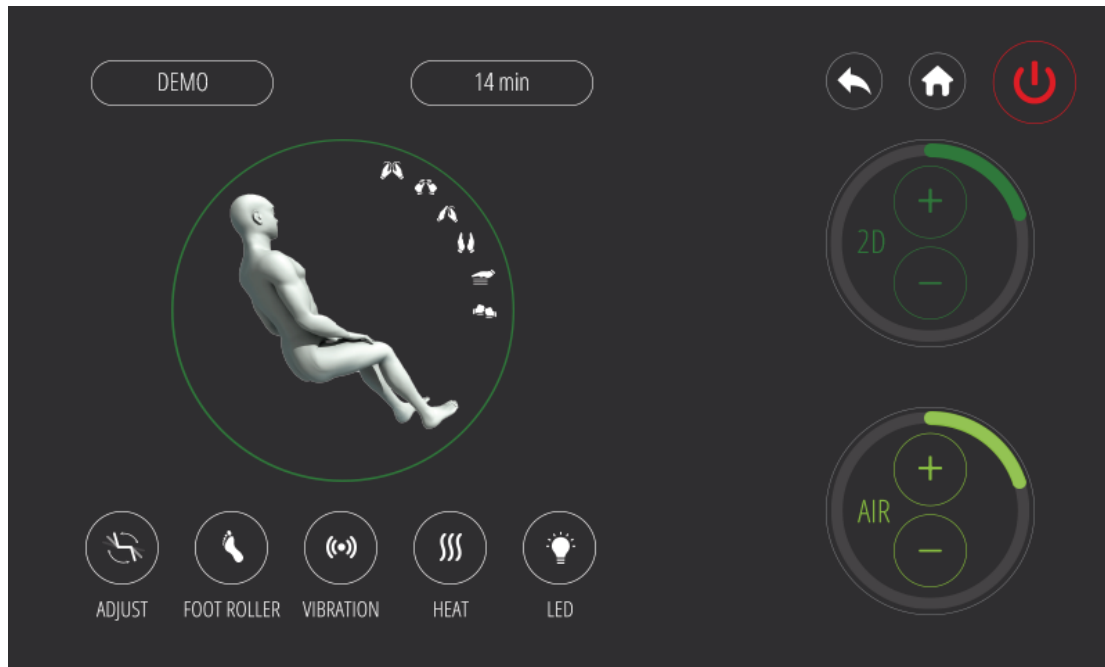 DEMO
14 min
2D
+
−
AIR
+
−
ADJUST
FOOT ROLLER
VIBRATION
HEAT
LED